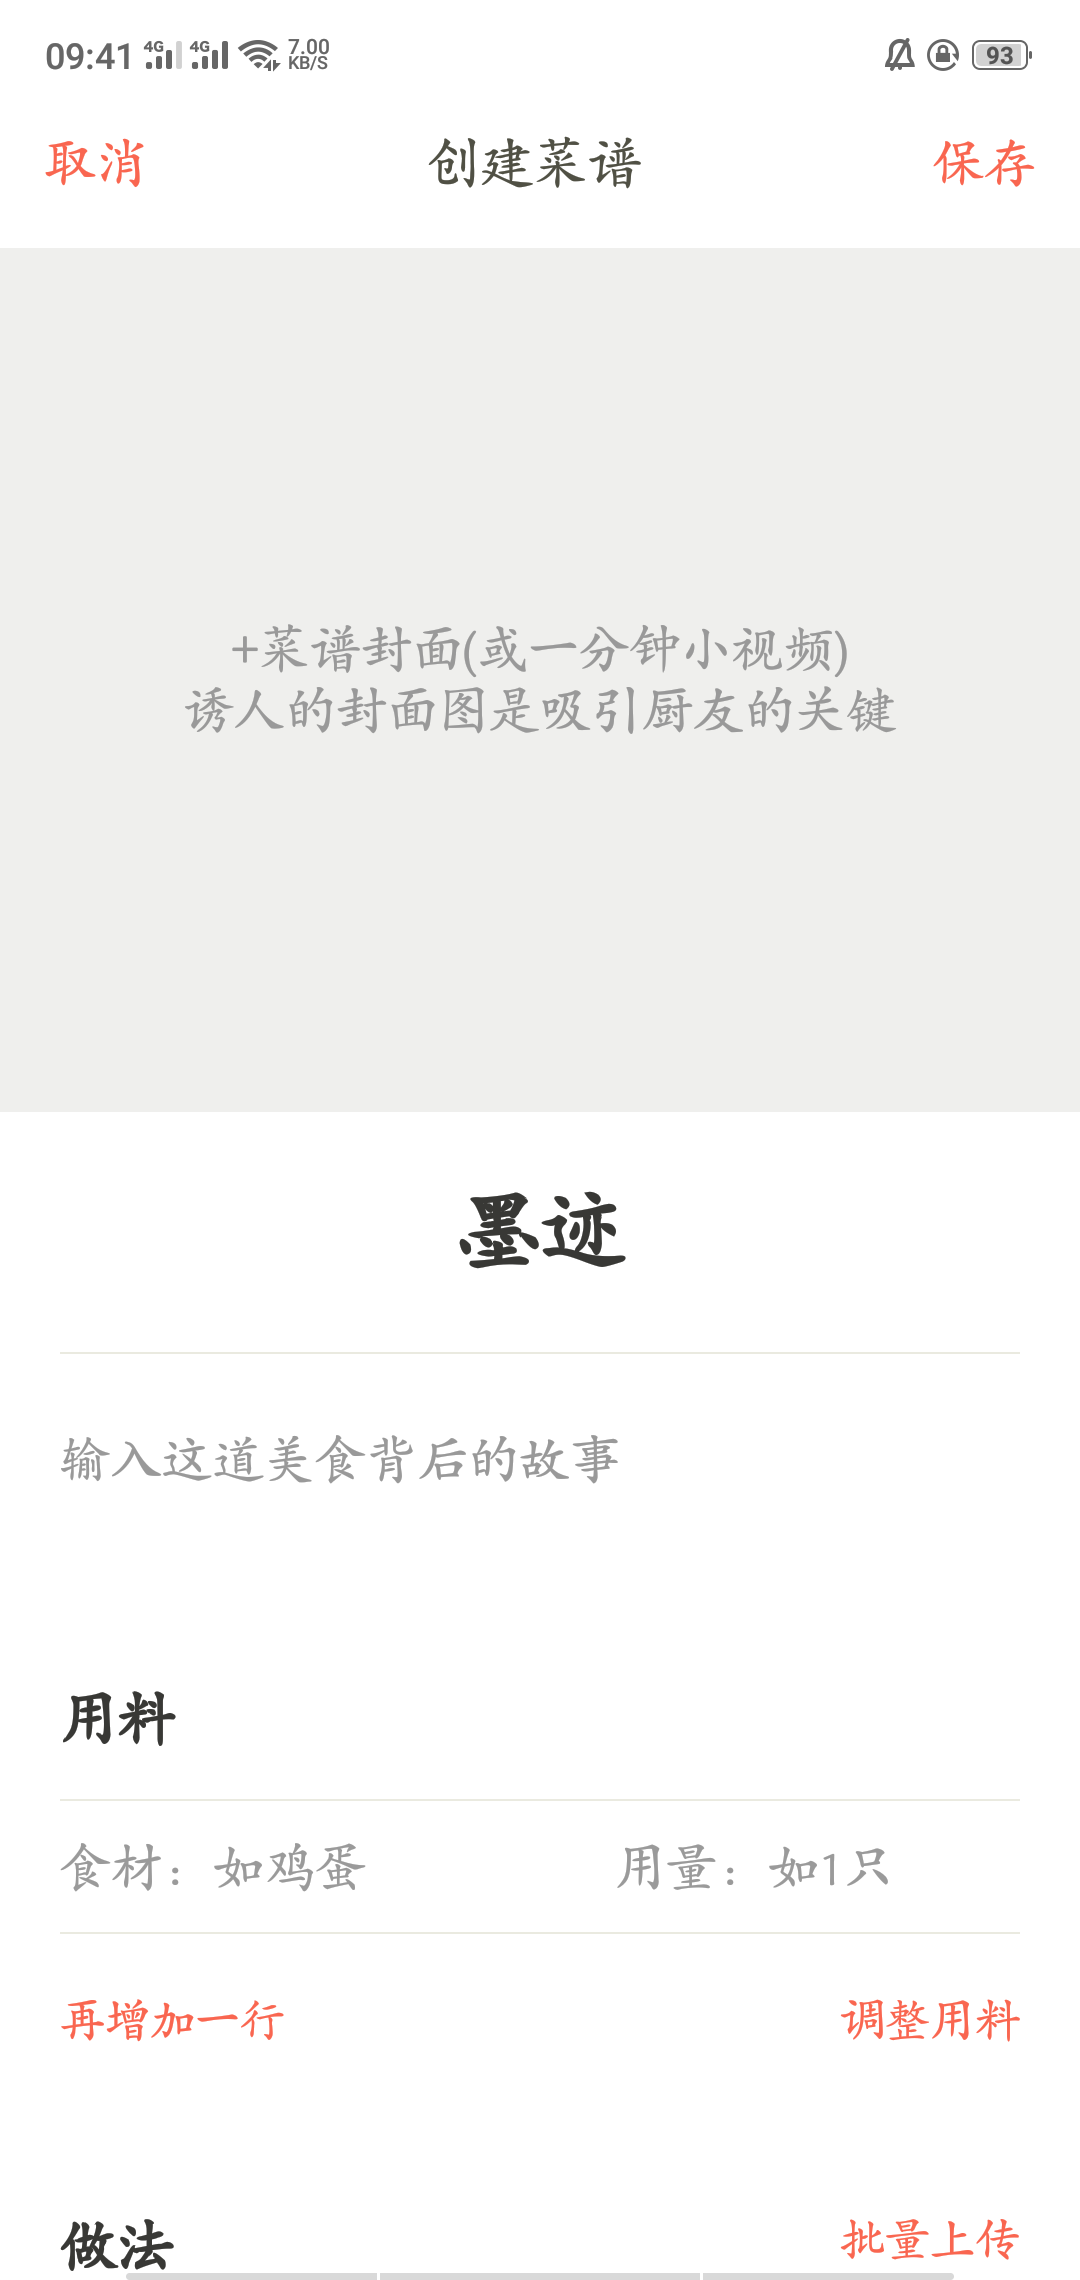 09:41 4G 4G 7.00 KB/S 93
取消 创建菜谱 保存
+菜谱封面(或一分钟小视频)
诱人的封面图是吸引厨友的关键
墨迹
输入这道美食背后的故事
用料
食材：如鸡蛋 用量：如1只
再增加一行 调整用料
做法 批量上传